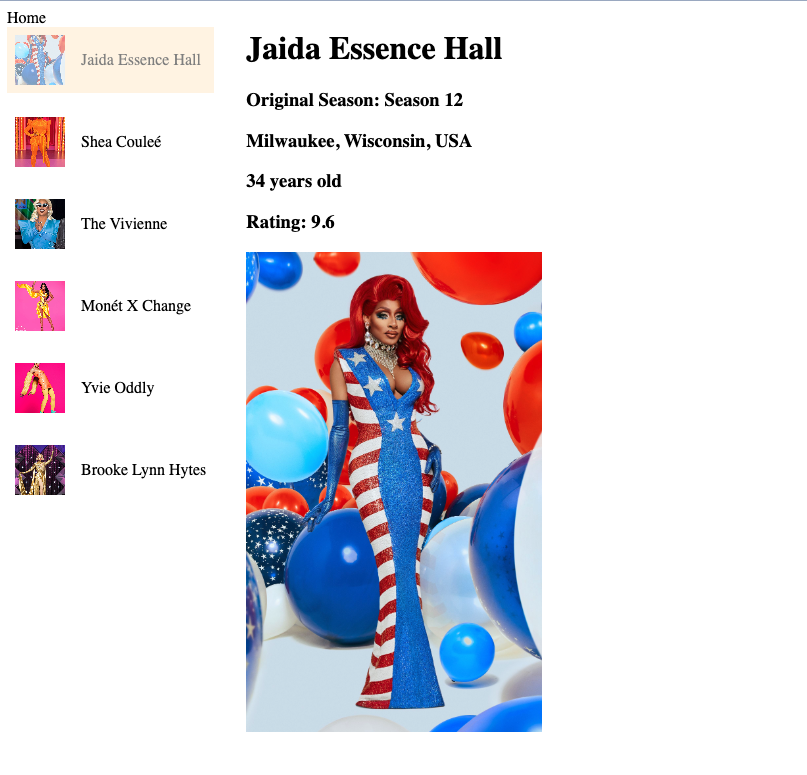 Home
Jaida Essence Hall
Shea Couleé
The Vivienne
Monét X Change
Yvie Oddly
Brooke Lynn Hytes
Jaida Essence Hall
Original Season: Season 12
Milwaukee, Wisconsin, USA
34 years old
Rating: 9.6